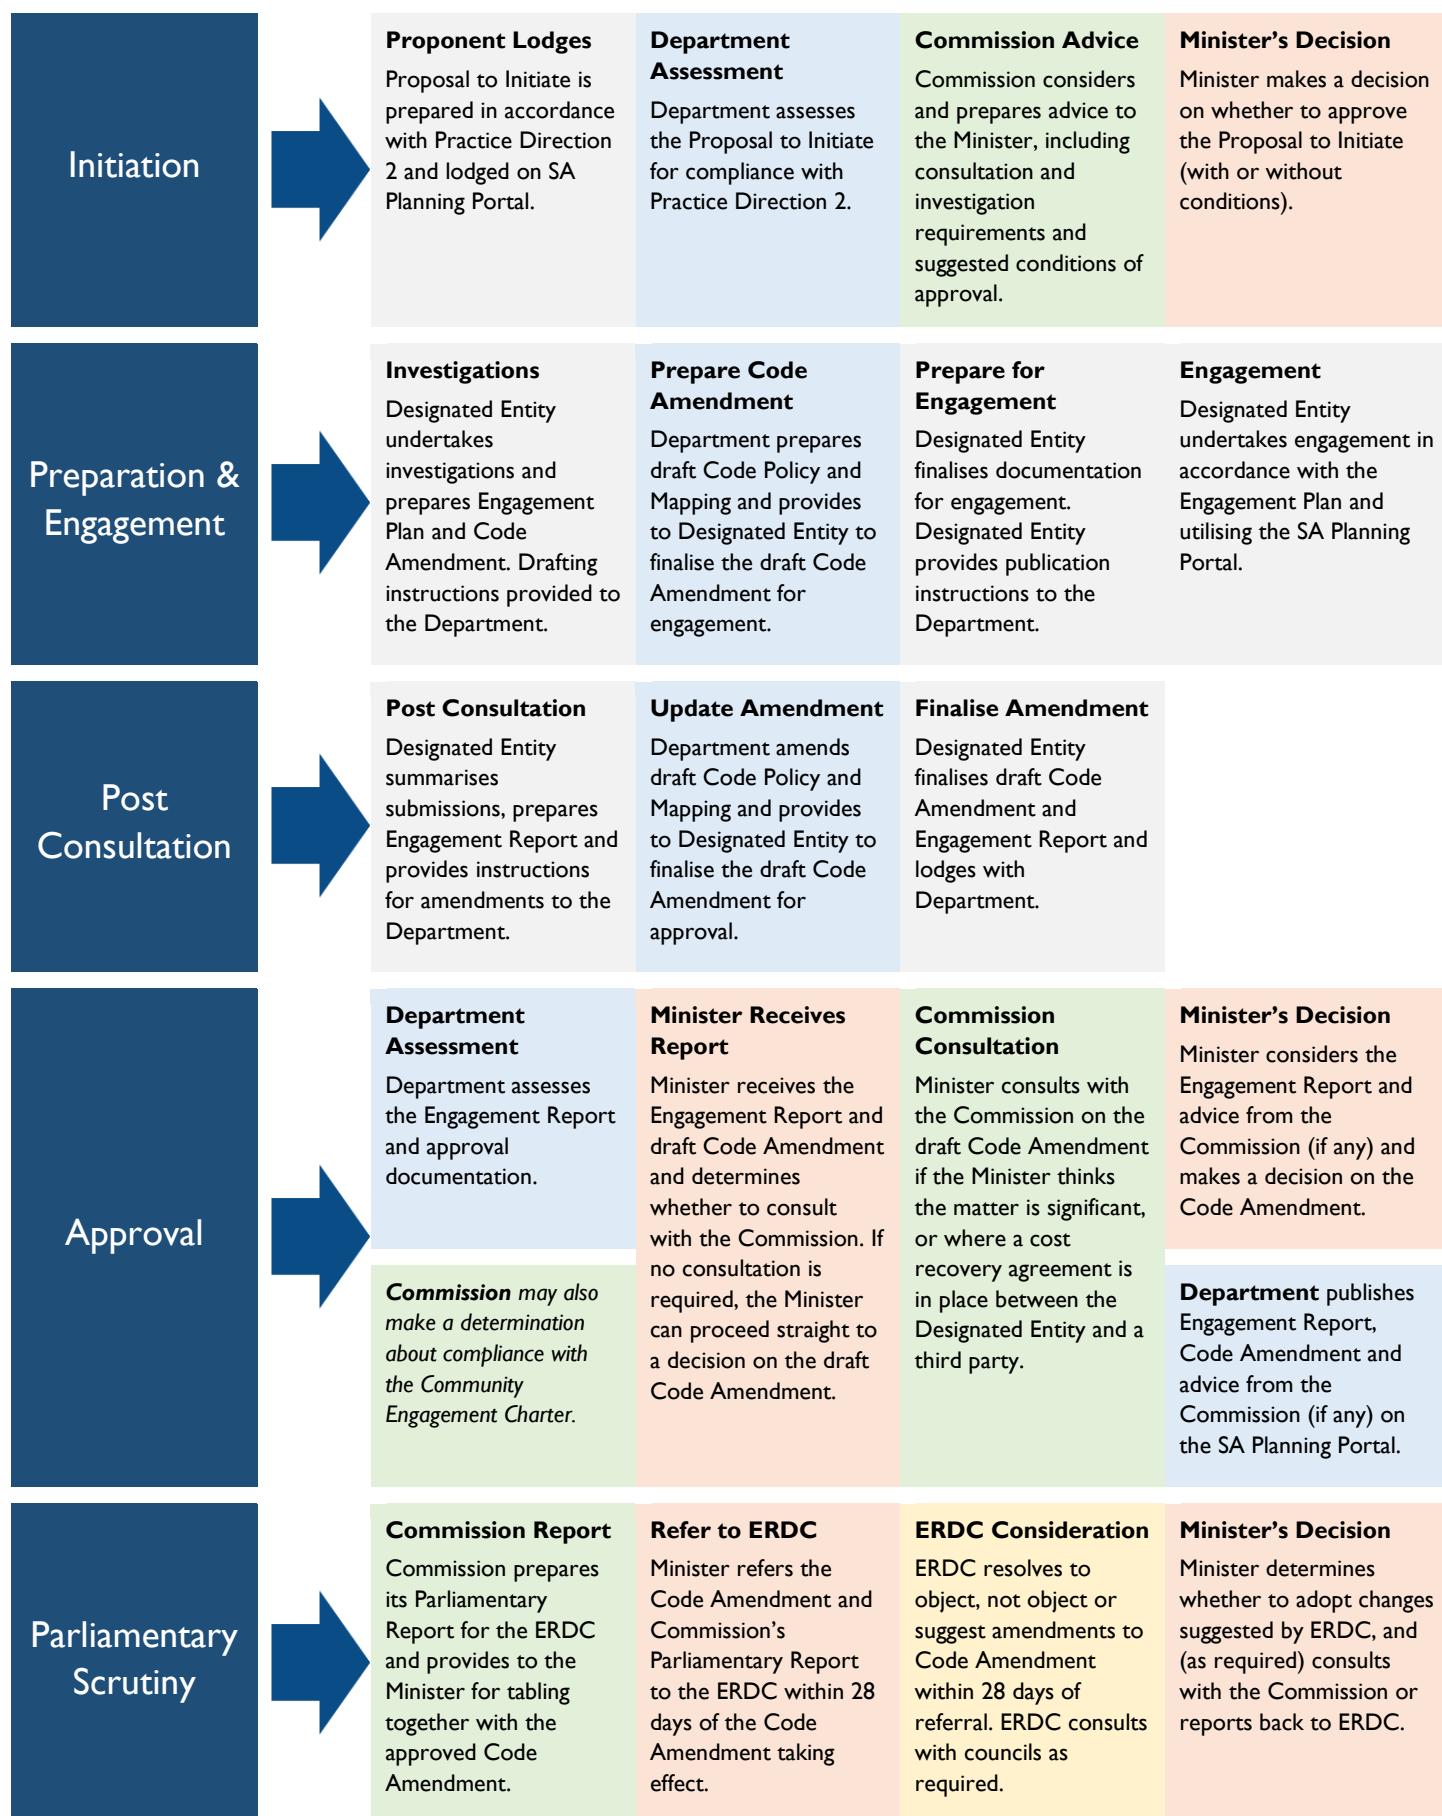 Initiation
Proponent Lodges
Proposal to Initiate is
prepared in accordance
with Practice Direction
2 and lodged on SA
Planning Portal.
Department
Assessment
Department assesses
the Proposal to Initiate
for compliance with
Practice Direction 2.
Commission Advice
Commission considers
and prepares advice to
the Minister, including
consultation and
investigation
requirements and
suggested conditions of
approval.
Minister’s Decision
Minister makes a decision
on whether to approve
the Proposal to Initiate
(with or without
conditions).
Preparation &
Engagement
Investigations
Designated Entity
undertakes
investigations and
prepares Engagement
Plan and Code
Amendment. Drafting
instructions provided to
the Department.
Prepare Code
Amendment
Department prepares
draft Code Policy and
Mapping and provides
to Designated Entity to
finalise the draft Code
Amendment for
engagement.
Prepare for
Engagement
Designated Entity
finalises documentation
for engagement.
Designated Entity
provides publication
instructions to the
Department.
Engagement
Designated Entity
undertakes engagement in
accordance with the
Engagement Plan and
utilising the SA Planning
Portal.
Post
Consultation
Post Consultation
Designated Entity
summarises
submissions, prepares
Engagement Report and
provides instructions
for amendments to the
Department.
Update Amendment
Department amends
draft Code Policy and
Mapping and provides
to Designated Entity to
finalise the draft Code
Amendment for
approval.
Finalise Amendment
Designated Entity
finalises draft Code
Amendment and
Engagement Report and
lodges with
Department.
Approval
Department
Assessment
Department assesses
the Engagement Report
and approval
documentation.
Commission may also
make a determination
about compliance with
the Community
Engagement Charter.
Minister Receives
Report
Minister receives the
Engagement Report and
draft Code Amendment
and determines
whether to consult
with the Commission. If
no consultation is
required, the Minister
can proceed straight to
a decision on the draft
Code Amendment.
Commission
Consultation
Minister consults with
the Commission on the
draft Code Amendment
if the Minister thinks
the matter is significant,
or where a cost
recovery agreement is
in place between the
Designated Entity and a
third party.
Minister’s Decision
Minister considers the
Engagement Report and
advice from the
Commission (if any) and
makes a decision on the
Code Amendment.
Department publishes
Engagement Report,
Code Amendment and
advice from the
Commission (if any) on
the SA Planning Portal.
Parliamentary
Scrutiny
Commission Report
Commission prepares
its Parliamentary
Report for the ERDC
and provides to the
Minister for tabling
together with the
approved Code
Amendment.
Refer to ERDC
Minister refers the
Code Amendment and
Commission’s
Parliamentary Report
to the ERDC within 28
days of the Code
Amendment taking
effect.
ERDC Consideration
ERDC resolves to
object, not object or
suggest amendments to
Code Amendment
within 28 days of
referral. ERDC consults
with councils as
required.
Minister’s Decision
Minister determines
whether to adopt changes
suggested by ERDC, and
(as required) consults
with the Commission or
reports back to ERDC.